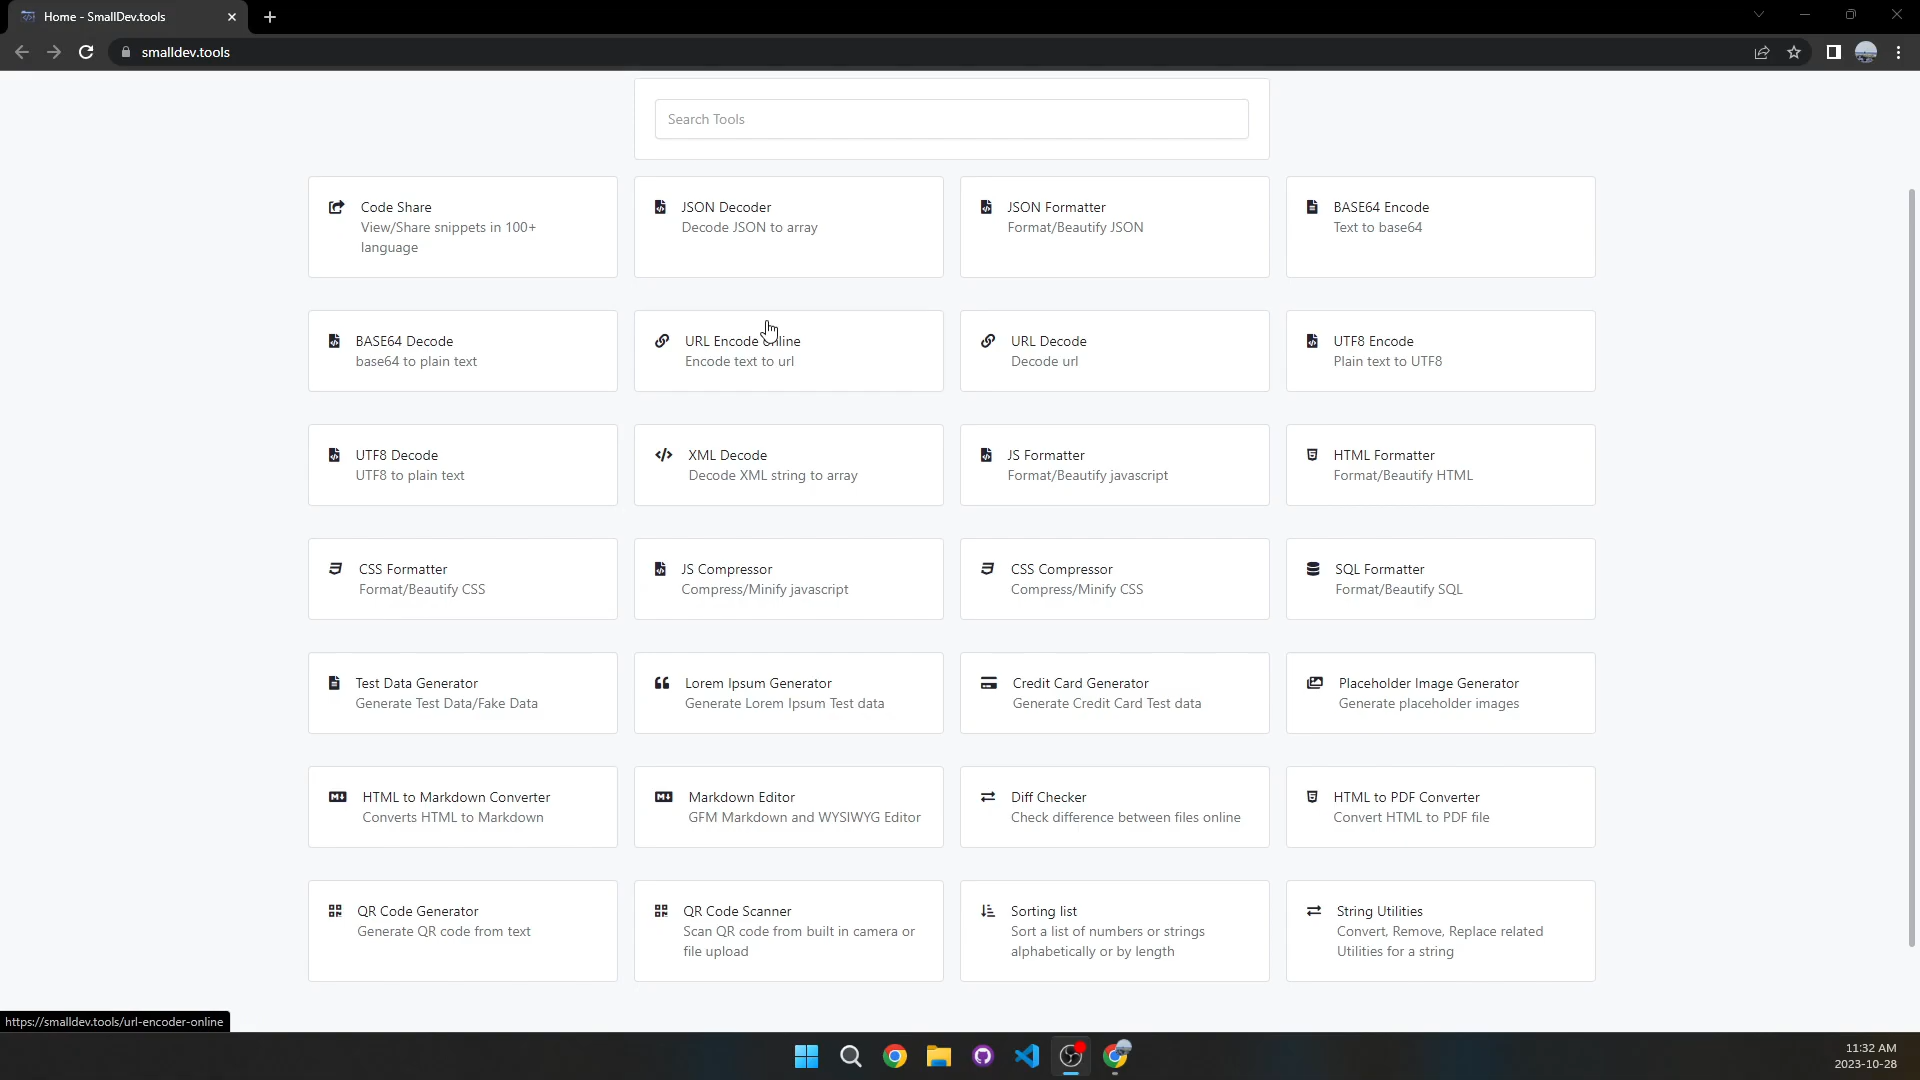 Home - SmallDev.tools
smalldev.tools
Search Tools
Code Share
View/Share snippets in 100+
language
JSON Decoder
Decode JSON to array
JSON Formatter
Format/Beautify JSON
BASE64 Encode
Text to base64
BASE64 Decode
base64 to plain text
URL Encode Online
Encode text to url
URL Decode
Decode url
UTF8 Encode
Plain text to UTF8
UTF8 Decode
UTF8 to plain text
XML Decode
Decode XML string to array
JS Formatter
Format/Beautify javascript
HTML Formatter
Format/Beautify HTML
CSS Formatter
Format/Beautify CSS
JS Compressor
Compress/Minify javascript
CSS Compressor
Compress/Minify CSS
SQL Formatter
Format/Beautify SQL
Test Data Generator
Generate Test Data/Fake Data
Lorem Ipsum Generator
Generate Lorem Ipsum Test data
Credit Card Generator
Generate Credit Card Test data
Placeholder Image Generator
Generate placeholder images
HTML to Markdown Converter
Converts HTML to Markdown
Markdown Editor
GFM Markdown and WYSIWYG Editor
Diff Checker
Check difference between files online
HTML to PDF Converter
Convert HTML to PDF file
QR Code Generator
Generate QR code from text
QR Code Scanner
Scan QR code from built in camera or
file upload
Sorting list
Sort a list of numbers or strings
alphabetically or by length
String Utilities
Convert, Remove, Replace related
Utilities for a string
https://smalldev.tools/url-encoder-online
11:32 AM
2023-10-28